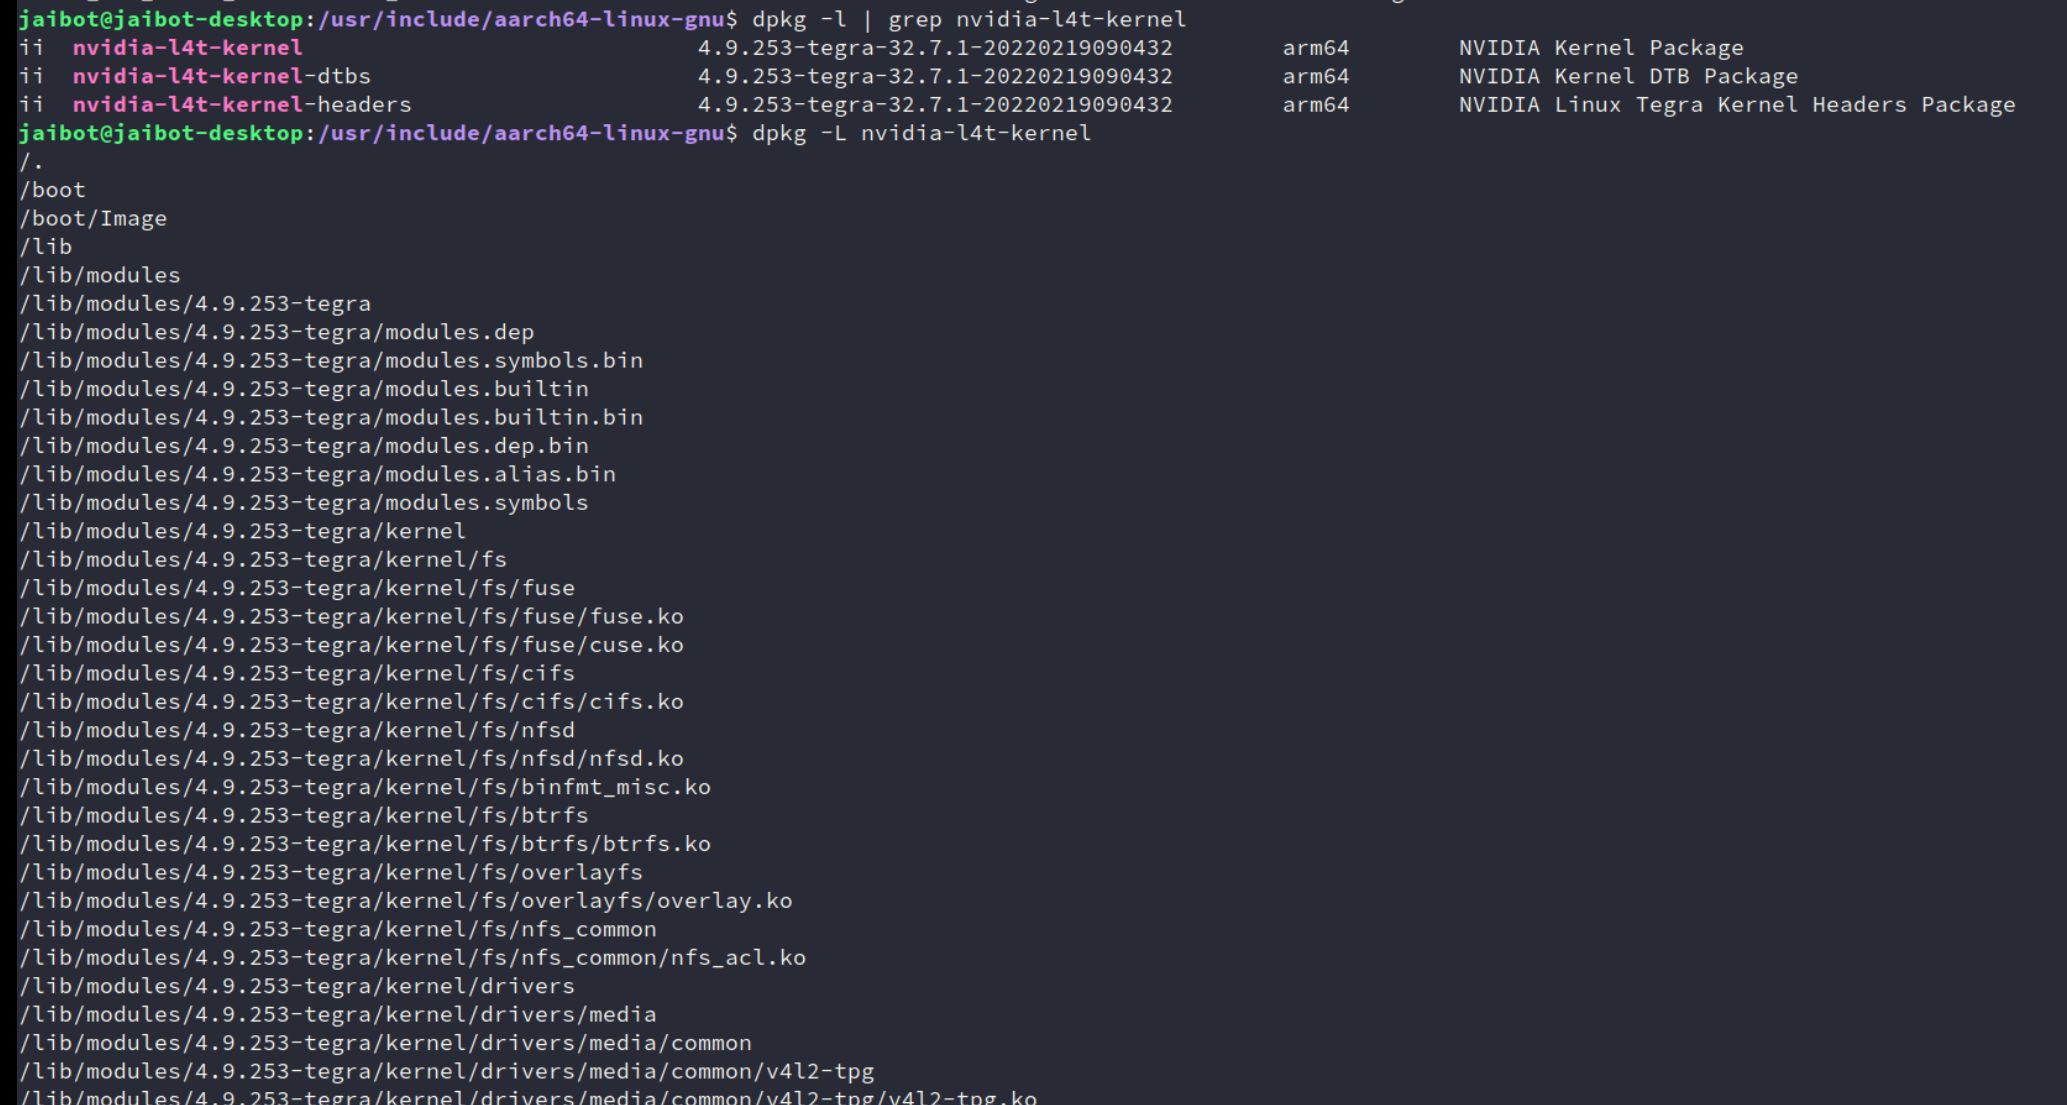 jaibot@jaibot-desktop:/usr/include/aarch64-linux-gnu$ dpkg -l | grep nvidia-l4t-kernel
ii  nvidia-l4t-kernel                             4.9.253-tegra-32.7.1-20220219090432        arm64        NVIDIA Kernel Package
ii  nvidia-l4t-kernel-dtbs                        4.9.253-tegra-32.7.1-20220219090432        arm64        NVIDIA Kernel DTB Package
ii  nvidia-l4t-kernel-headers                     4.9.253-tegra-32.7.1-20220219090432        arm64        NVIDIA Linux Tegra Kernel Headers Package
jaibot@jaibot-desktop:/usr/include/aarch64-linux-gnu$ dpkg -L nvidia-l4t-kernel
/.
/boot
/boot/Image
/lib
/lib/modules
/lib/modules/4.9.253-tegra
/lib/modules/4.9.253-tegra/modules.dep
/lib/modules/4.9.253-tegra/modules.symbols.bin
/lib/modules/4.9.253-tegra/modules.builtin
/lib/modules/4.9.253-tegra/modules.builtin.bin
/lib/modules/4.9.253-tegra/modules.dep.bin
/lib/modules/4.9.253-tegra/modules.alias.bin
/lib/modules/4.9.253-tegra/modules.symbols
/lib/modules/4.9.253-tegra/kernel
/lib/modules/4.9.253-tegra/kernel/fs
/lib/modules/4.9.253-tegra/kernel/fs/fuse
/lib/modules/4.9.253-tegra/kernel/fs/fuse/fuse.ko
/lib/modules/4.9.253-tegra/kernel/fs/fuse/cuse.ko
/lib/modules/4.9.253-tegra/kernel/fs/cifs
/lib/modules/4.9.253-tegra/kernel/fs/cifs/cifs.ko
/lib/modules/4.9.253-tegra/kernel/fs/nfsd
/lib/modules/4.9.253-tegra/kernel/fs/nfsd/nfsd.ko
/lib/modules/4.9.253-tegra/kernel/fs/binfmt_misc.ko
/lib/modules/4.9.253-tegra/kernel/fs/btrfs
/lib/modules/4.9.253-tegra/kernel/fs/btrfs/btrfs.ko
/lib/modules/4.9.253-tegra/kernel/fs/overlayfs
/lib/modules/4.9.253-tegra/kernel/fs/overlayfs/overlay.ko
/lib/modules/4.9.253-tegra/kernel/fs/nfs_common
/lib/modules/4.9.253-tegra/kernel/fs/nfs_common/nfs_acl.ko
/lib/modules/4.9.253-tegra/kernel/drivers
/lib/modules/4.9.253-tegra/kernel/drivers/media
/lib/modules/4.9.253-tegra/kernel/drivers/media/common
/lib/modules/4.9.253-tegra/kernel/drivers/media/common/v4l2-tpg
/lib/modules/4.9.253-tegra/kernel/drivers/media/common/v4l2-tpg/v4l2-tpg.ko